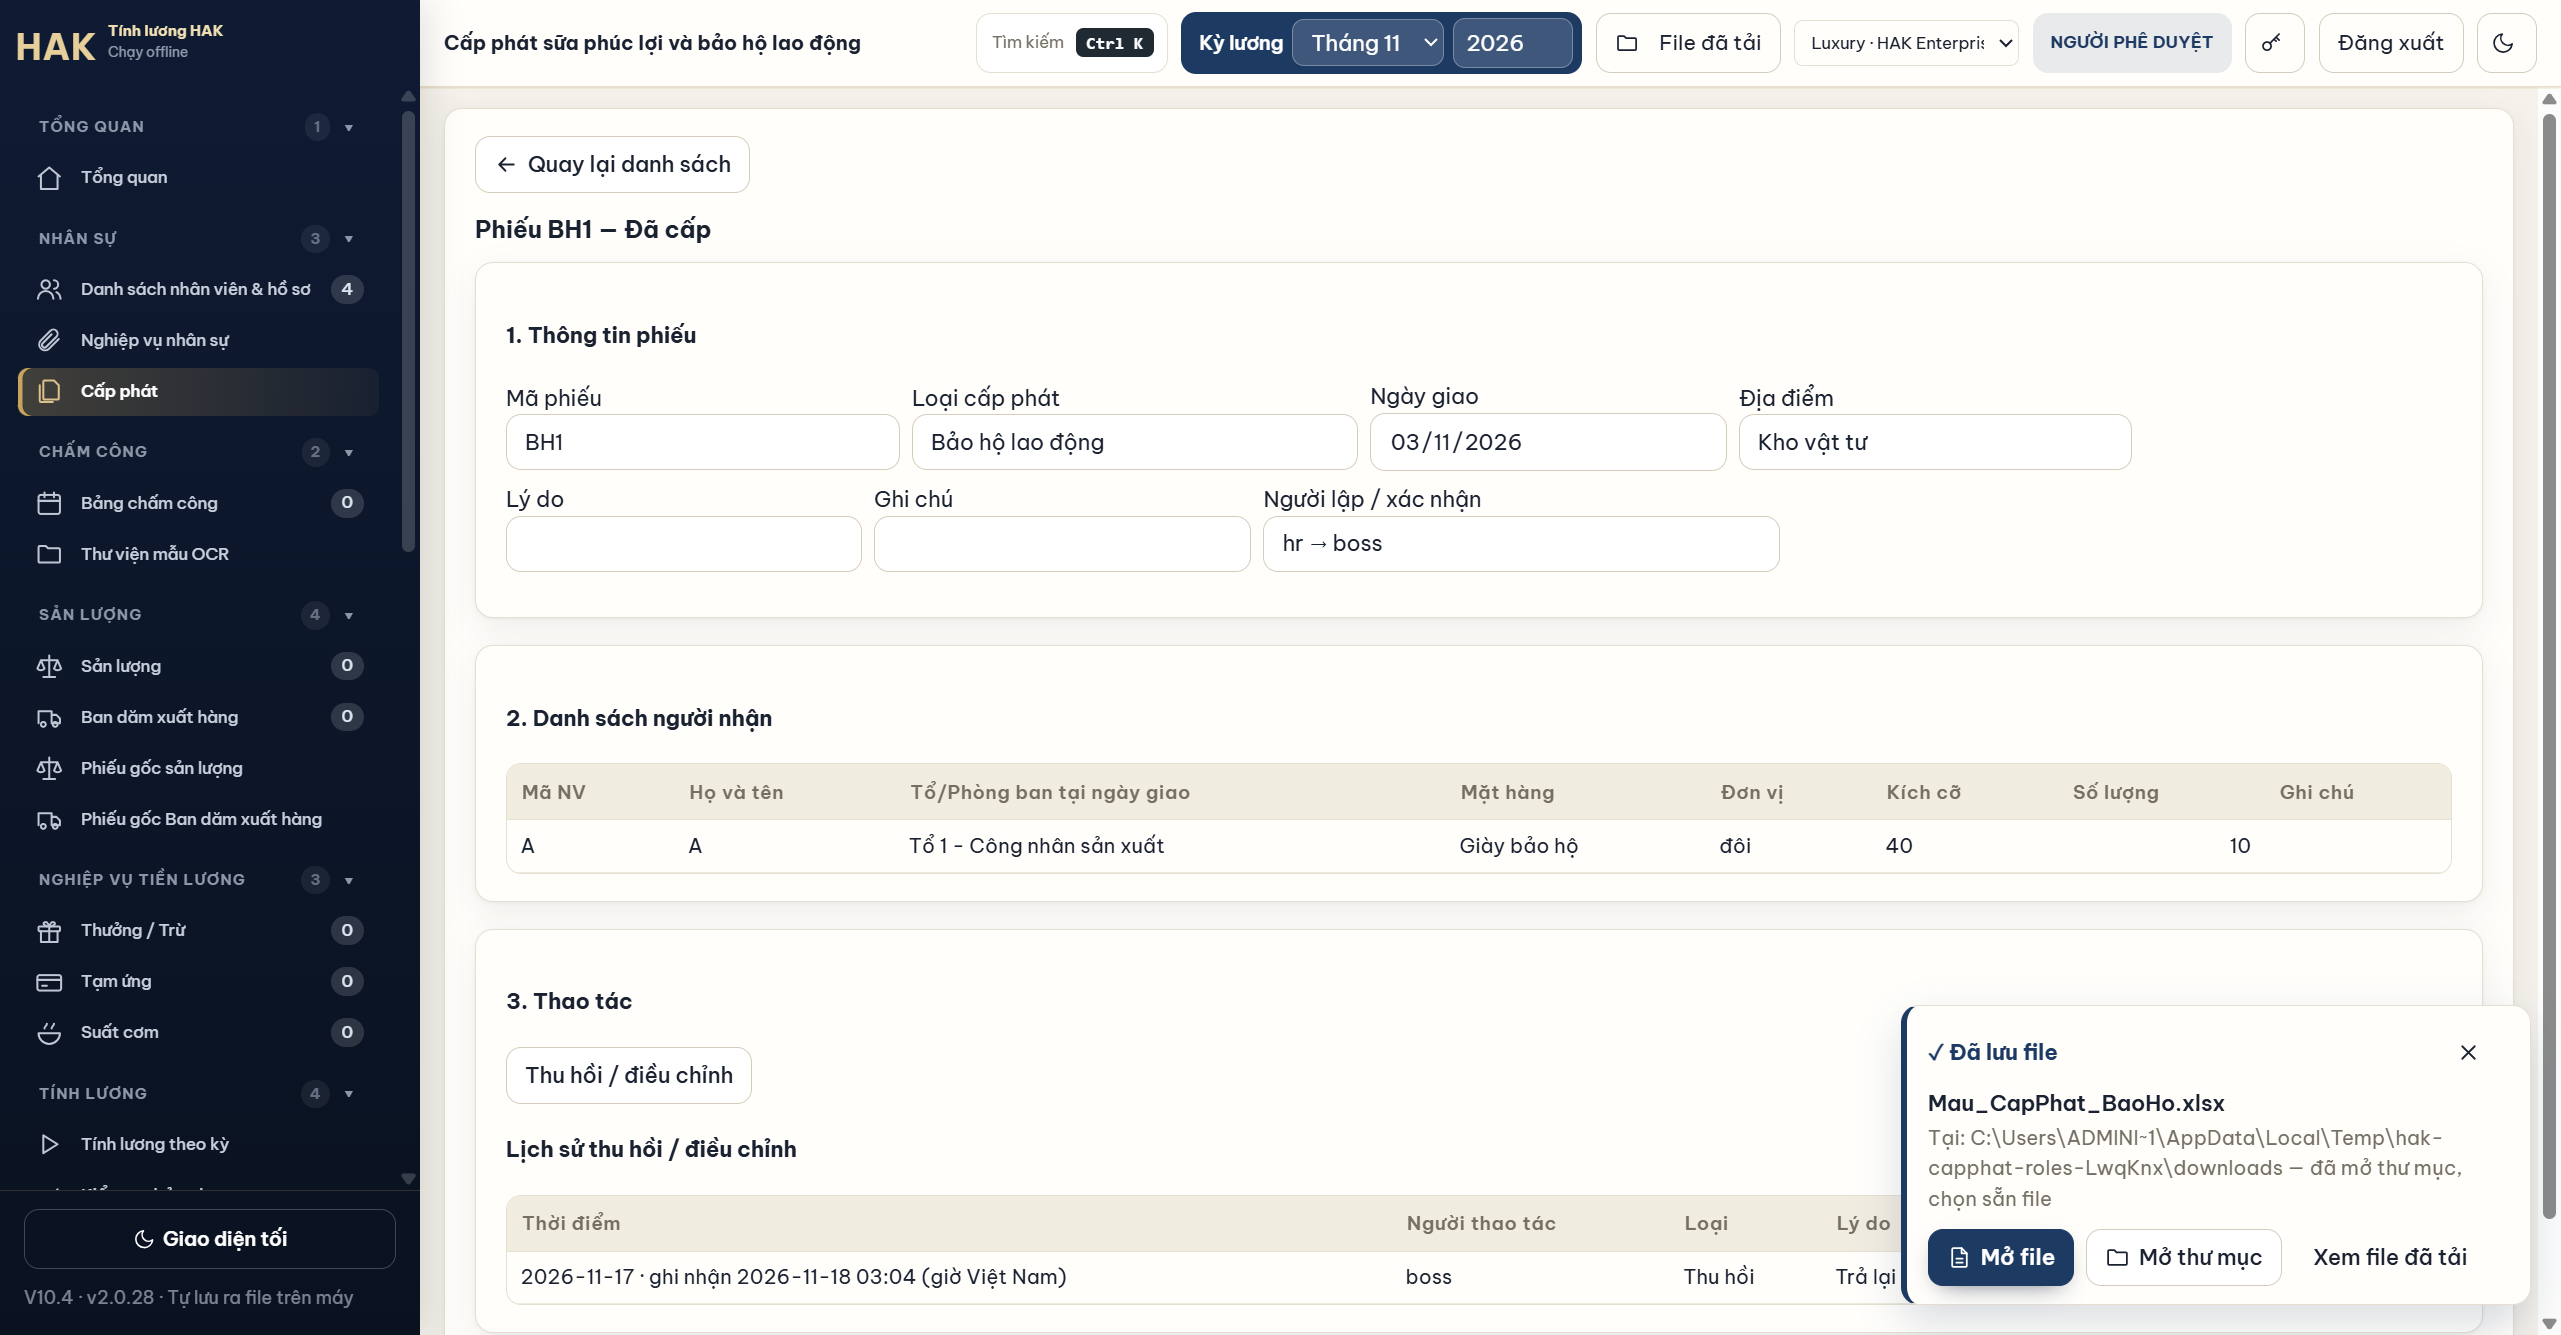 HAK
Tính lương HAK
Chạy offline
TỔNG QUAN 1
Tổng quan
NHÂN SỰ 3
Danh sách nhân viên & hồ sơ 4
Nghiệp vụ nhân sự
Cấp phát
CHẤM CÔNG 2
Bảng chấm công 0
Thư viện mẫu OCR
SẢN LƯỢNG 4
Sản lượng 0
Ban dăm xuất hàng 0
Phiếu gốc sản lượng
Phiếu gốc Ban dăm xuất hàng
NGHIỆP VỤ TIỀN LƯƠNG 3
Thưởng / Trừ 0
Tạm ứng 0
Suất cơm 0
TÍNH LƯƠNG 4
Tính lương theo kỳ
Giao diện tối
V10.4 · v2.0.28 · Tự lưu ra file trên máy
Cấp phát sữa phúc lợi và bảo hộ lao động
Tìm kiếm Ctrl K
Kỳ lương Tháng 11 2026
File đã tải
Luxury · HAK Enterpris
NGƯỜI PHÊ DUYỆT
Đăng xuất
← Quay lại danh sách
Phiếu BH1 — Đã cấp
1. Thông tin phiếu
Mã phiếu Loại cấp phát Ngày giao Địa điểm
BH1 Bảo hộ lao động 03/11/2026 Kho vật tư
Lý do Ghi chú Người lập / xác nhận
hr → boss
2. Danh sách người nhận
Mã NV Họ và tên Tổ/Phòng ban tại ngày giao Mặt hàng Đơn vị Kích cỡ Số lượng Ghi chú
A A Tổ 1 - Công nhân sản xuất Giày bảo hộ đôi 40 10
3. Thao tác
Thu hồi / điều chỉnh
Lịch sử thu hồi / điều chỉnh
Thời điểm Người thao tác Loại Lý do
2026-11-17 · ghi nhận 2026-11-18 03:04 (giờ Việt Nam) boss Thu hồi Trả lại
✓ Đã lưu file
Mau_CapPhat_BaoHo.xlsx
Tại: C:\Users\ADMINI~1\AppData\Local\Temp\hak-
capphat-roles-LwqKnx\downloads — đã mở thư mục,
chọn sẵn file
Mở file Mở thư mục Xem file đã tải